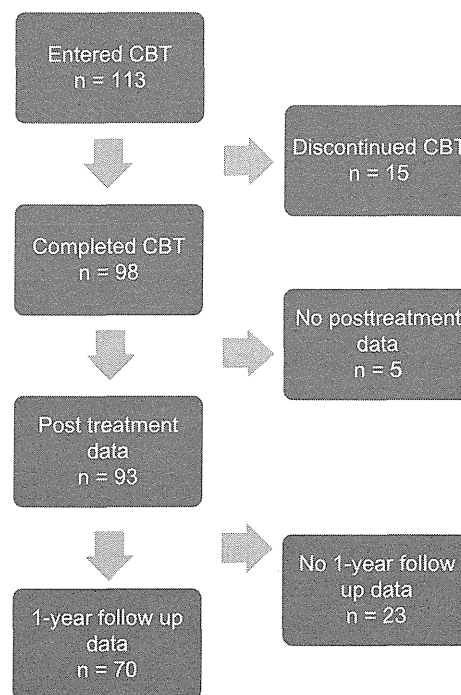 Entered CBT
n = 113
Discontinued CBT
n = 15
Completed CBT
n = 98
No posttreatment
data
n = 5
Post treatment
data
n = 93
No 1-year follow
up data
n = 23
1-year follow up
data
n = 70